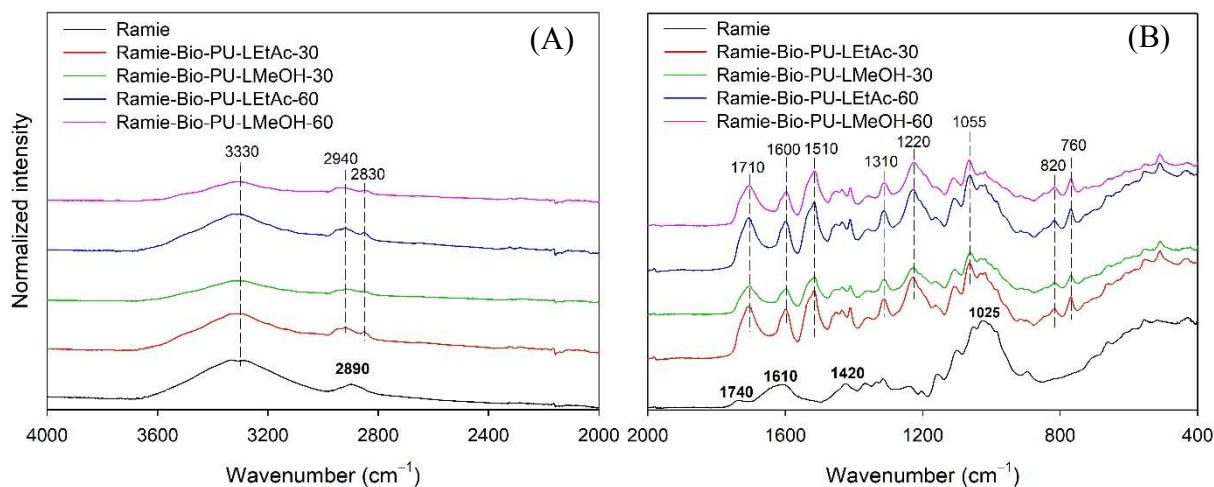 (A)
Ramie
Ramie-Bio-PU-LEtAc-30
Ramie-Bio-PU-LMeOH-30
Ramie-Bio-PU-LEtAc-60
Ramie-Bio-PU-LMeOH-60
3330
2940
2830
2890
Normalized intensity
4000 3600 3200 2800 2400 2000
Wavenumber (cm⁻¹)
(B)
Ramie
Ramie-Bio-PU-LEtAc-30
Ramie-Bio-PU-LMeOH-30
Ramie-Bio-PU-LEtAc-60
Ramie-Bio-PU-LMeOH-60
1710
1600
1510
1310
1220
1055
820
760
1740
1610
1420
1025
2000 1600 1200 800 400
Wavenumber (cm⁻¹)